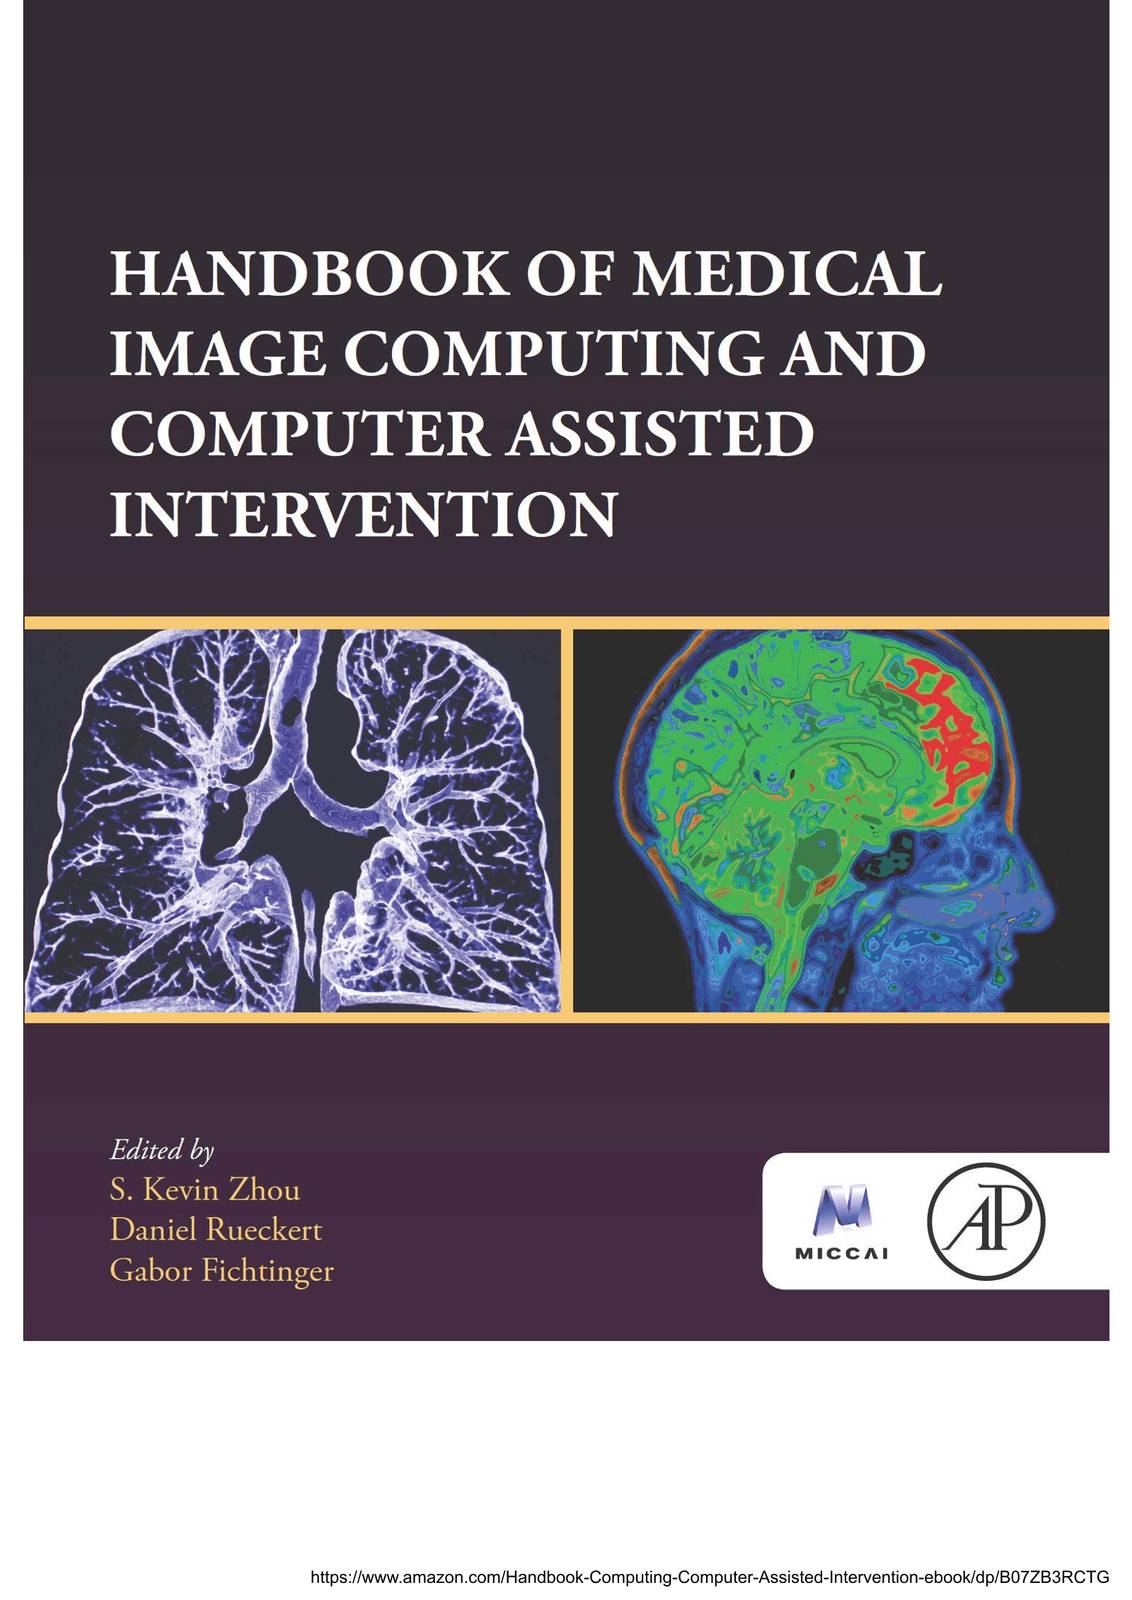 HANDBOOK OF MEDICAL
IMAGE COMPUTING AND
COMPUTER ASSISTED
INTERVENTION
Edited by
S. Kevin Zhou
Daniel Rueckert
Gabor Fichtinger
MICCAI
AP
https://www.amazon.com/Handbook-Computing-Computer-Assisted-Intervention-ebook/dp/B07ZB3RCTG